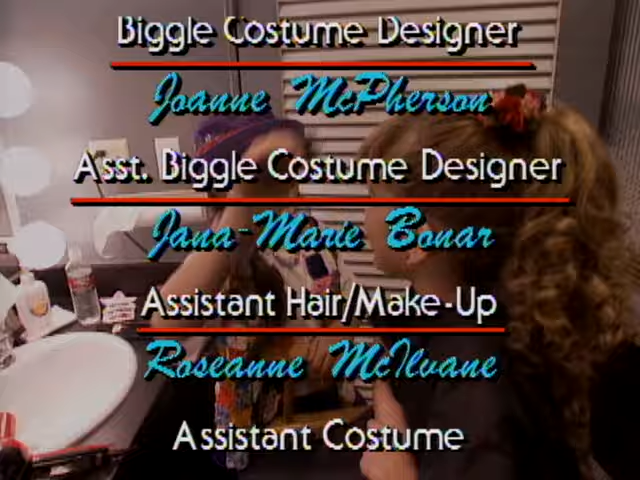 Biggle Costume Designer
Joanne McPherson
Asst. Biggle Costume Designer
Jana-Marie Bonar
Assistant Hair/Make-Up
Roseanne McIlvane
Assistant Costume